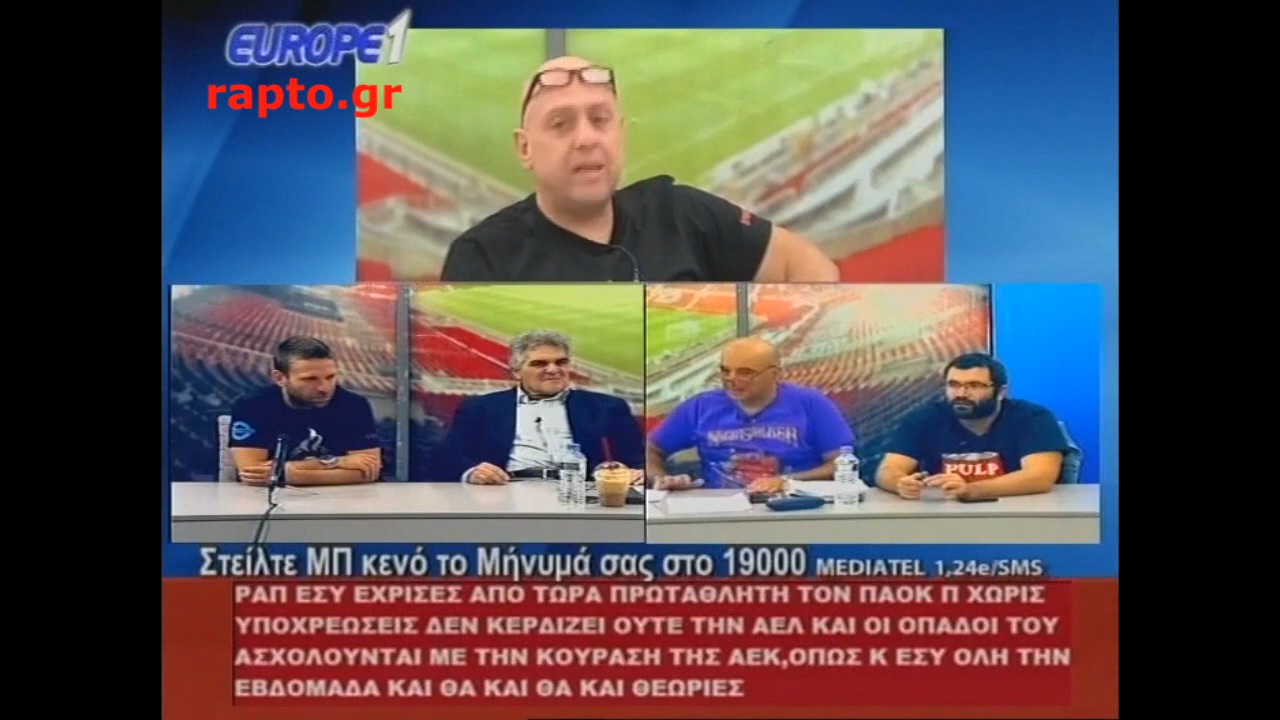 EUROPE1
rapto.gr
NIGHTSTALKER
PULP
Στείλτε ΜΠ κενό το Μήνυμά σας στο 19000 MEDIATEL 1,24e/SMS
ΡΑΠ ΕΣΥ ΕΧΡΙΣΕΣ ΑΠΟ ΤΩΡΑ ΠΡΩΤΑΘΛΗΤΗ ΤΟΝ ΠΑΟΚ Π ΧΩΡΙΣ
ΥΠΟΧΡΕΩΣΕΙΣ ΔΕΝ ΚΕΡΔΙΖΕΙ ΟΥΤΕ ΤΗΝ ΑΕΛ ΚΑΙ ΟΙ ΟΠΑΔΟΙ ΤΟΥ
ΑΣΧΟΛΟΥΝΤΑΙ ΜΕ ΤΗΝ ΚΟΥΡΑΣΗ ΤΗΣ ΑΕΚ,ΟΠΩΣ Κ ΕΣΥ ΟΛΗ ΤΗΝ
ΕΒΔΟΜΑΔΑ ΚΑΙ ΘΑ ΚΑΙ ΘΑ ΚΑΙ ΘΕΩΡΙΕΣ